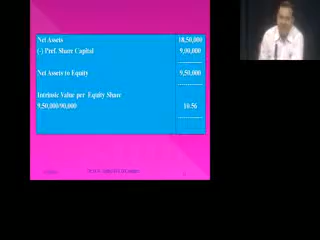 Net Assets 18,50,000
(-) Pref. Share Capital 9,00,000
Net Assets to Equity 9,50,000
Intrinsic Value per Equity Share
9,50,000/90,000 10.56